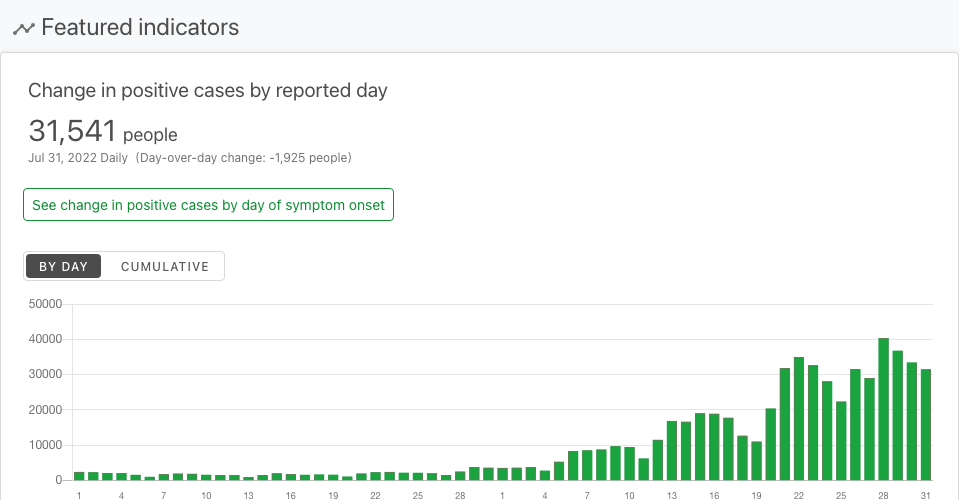 Featured indicators
Change in positive cases by reported day
31,541 people
Jul 31, 2022 Daily (Day-over-day change: -1,925 people)
See change in positive cases by day of symptom onset
BY DAY CUMULATIVE
50000
40000
30000
20000
10000
0
1 4 7 10 13 16 19 22 25 28 1 4 7 10 13 16 19 22 25 28 31